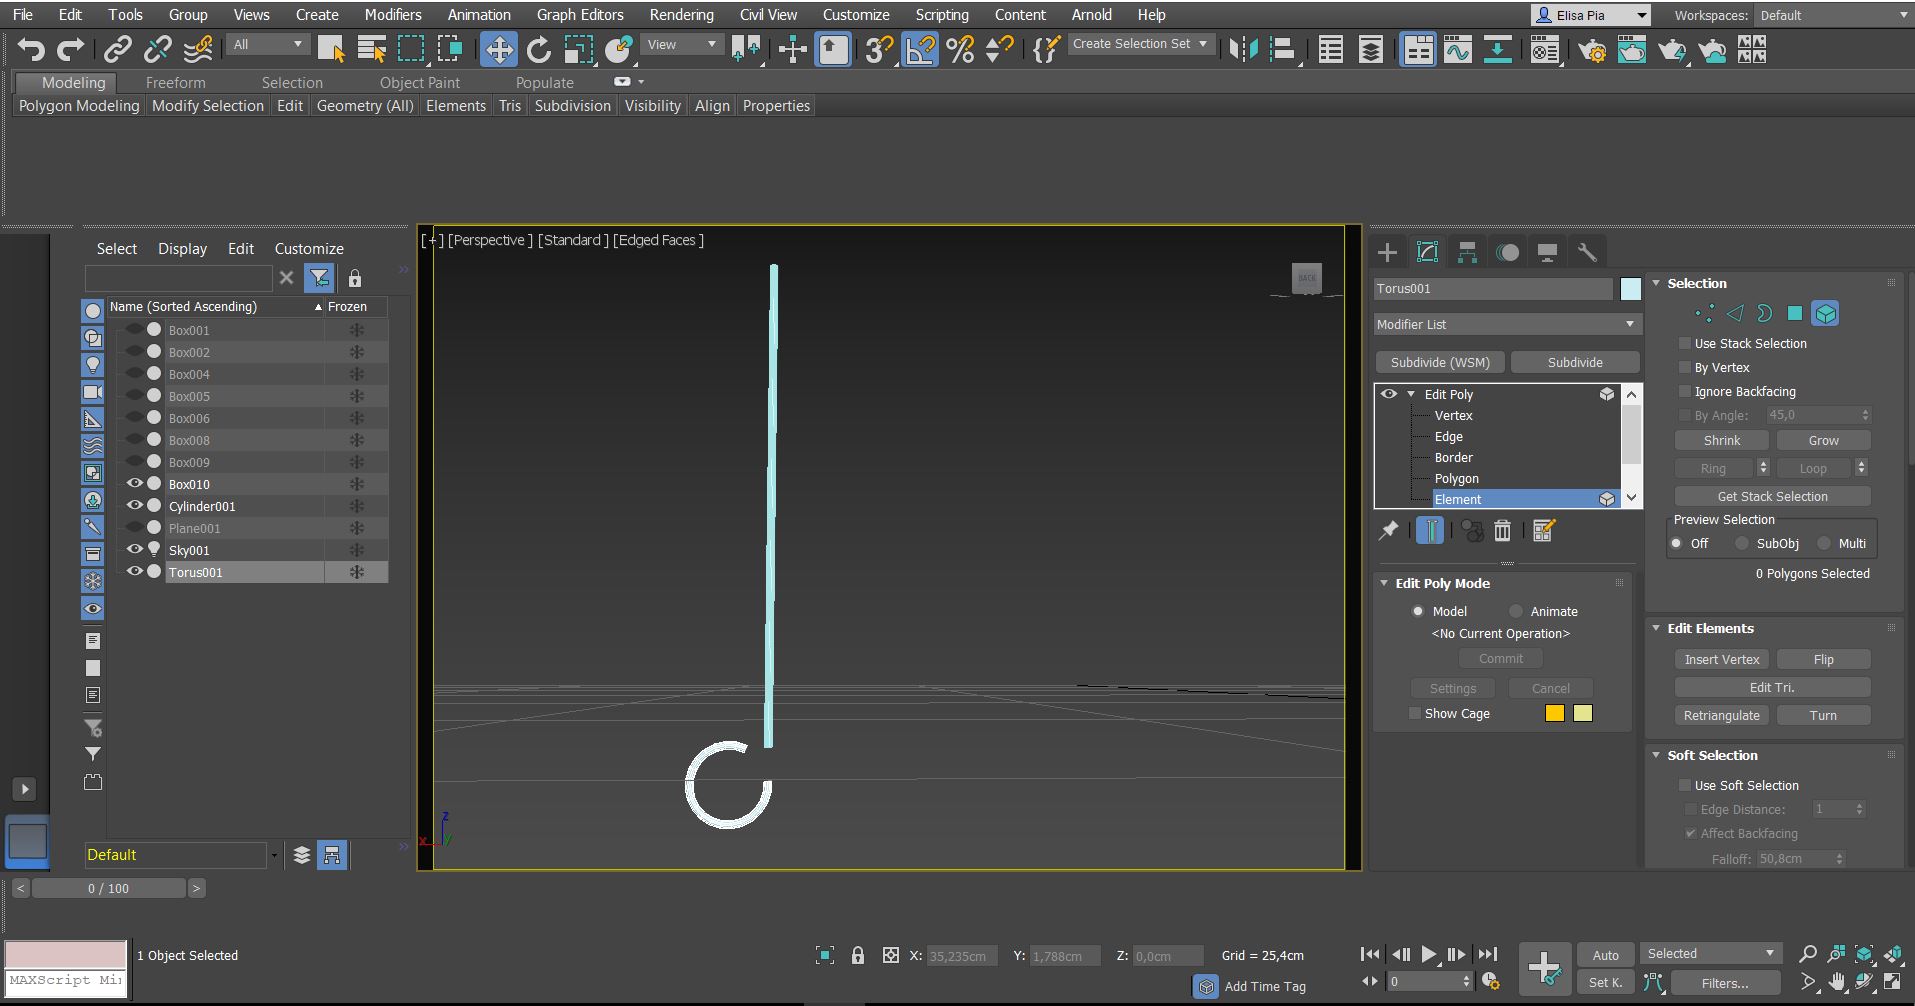 File Edit Tools Group Views Create Modifiers Animation Graph Editors Rendering Civil View Customize Scripting Content Arnold Help Elisa Pia Workspaces: Default
All View 3 % Create Selection Set
Modeling Freeform Selection Object Paint Populate
Polygon Modeling Modify Selection Edit Geometry (All) Elements Tris Subdivision Visibility Align Properties
Select Display Edit Customize
Name (Sorted Ascending) Frozen
Box001
Box002
Box004
Box005
Box006
Box008
Box009
Box010
Cylinder001
Plane001
Sky001
Torus001
Default
[+] [Perspective ] [Standard ] [Edged Faces ]
BACK
z
x y
Torus001
Modifier List
Subdivide (WSM) Subdivide
Edit Poly
Vertex
Edge
Border
Polygon
Element
Edit Poly Mode
Model Animate
<No Current Operation>
Commit
Settings Cancel
Show Cage
Selection
Use Stack Selection
By Vertex
Ignore Backfacing
By Angle: 45,0
Shrink Grow
Ring Loop
Get Stack Selection
Preview Selection
Off SubObj Multi
0 Polygons Selected
Edit Elements
Insert Vertex Flip
Edit Tri.
Retriangulate Turn
Soft Selection
Use Soft Selection
Edge Distance: 1
Affect Backfacing
Falloff: 50,8cm
< 0 / 100 >
1 Object Selected X: 35,235cm Y: 1,788cm Z: 0,0cm Grid = 25,4cm Auto Selected
MAXScript Mi Add Time Tag 0 Set K. Filters...